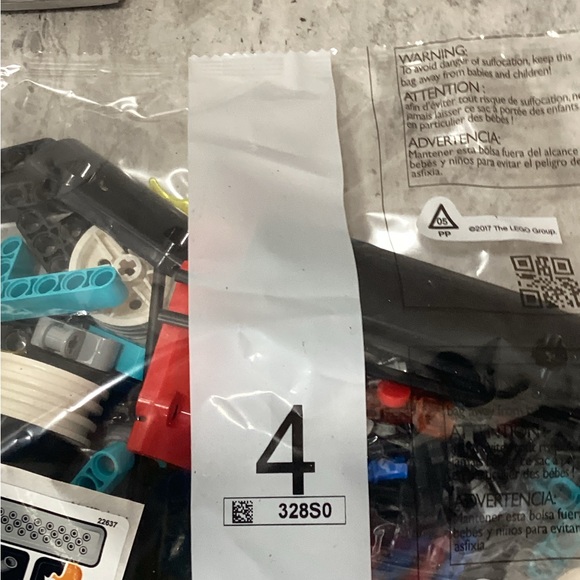 WARNING:
To avoid danger of suffocation, keep this
bag away from babies and children!
ATTENTION :
afin d'éviter tout risque de suffocation, ne
jamais laisser ce sac à portée des enfants
en particulier des bébés !
ADVERTENCIA:
Mantener esta bolsa fuera del alcance
bebés y niños para evitar el peligro de
asfixia.
05
PP
©2017 The LEGO Group.
4
328S0
22637
ADVERTENCIA:
Mantener esta bolsa fuera
bebés y niños para evitar
asfixia.